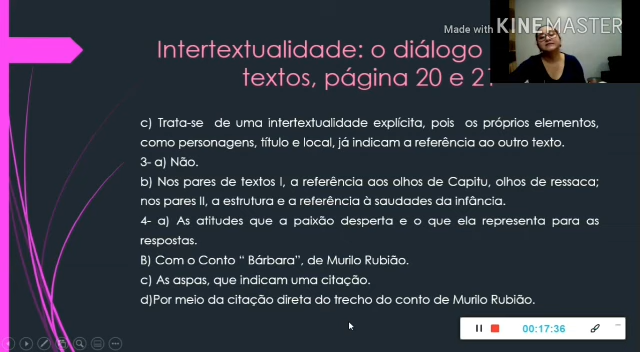 Made with KINEMASTER
Intertextualidade: o diálogo
textos, página 20 e 21
c) Trata-se de uma intertextualidade explícita, pois os próprios elementos,
como personagens, título e local, já indicam a referência ao outro texto.
3- a) Não.
b) Nos pares de textos I, a referência aos olhos de Capitu, olhos de ressaca;
nos pares II, a estrutura e a referência à saudades da infância.
4- a) As atitudes que a paixão desperta e o que ela representa para as
respostas.
B) Com o Conto “ Bárbara”, de Murilo Rubião.
c) As aspas, que indicam uma citação.
d)Por meio da citação direta do trecho do conto de Murilo Rubião.
00:17:36